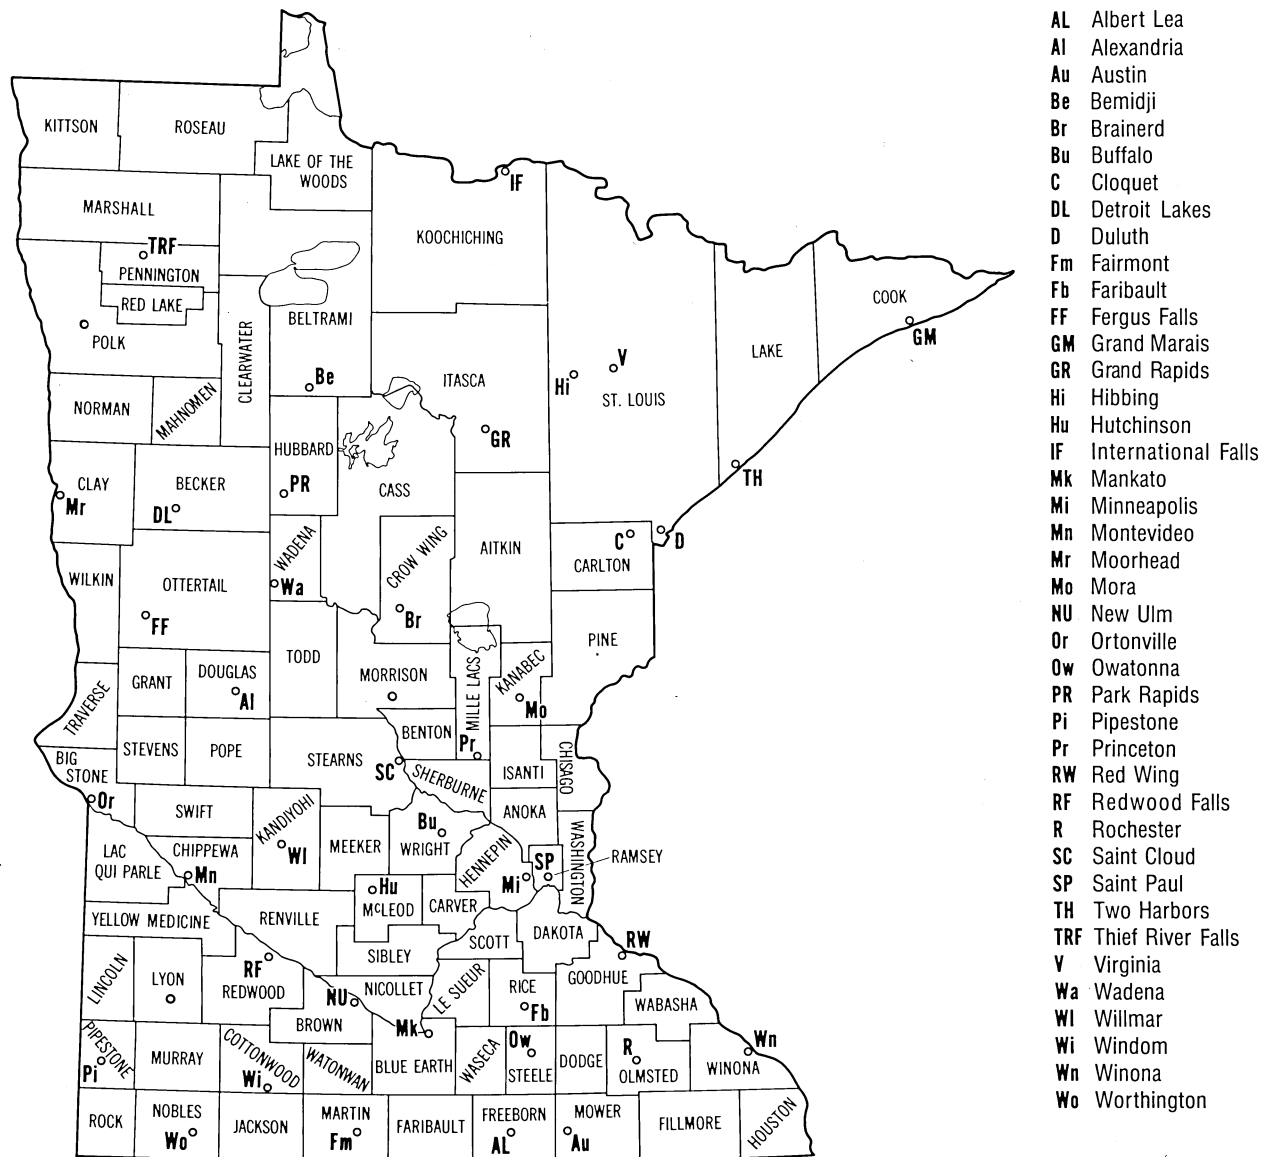 KITTSON
ROSEAU
LAKE OF THE
WOODS
MARSHALL
KOOCHICHING
IF
TRF
PENNINGTON
RED LAKE
POLK
CLEARWATER
BELTRAMI
Be
ITASCA
GR
Hi
V
ST. LOUIS
LAKE
COOK
GM
TH
NORMAN
MAHNOMEN
HUBBARD
PR
CASS
CLAY
Mr
BECKER
DL
WADENA
Wa
CROW WING
Br
AITKIN
C
CARLTON
D
WILKIN
OTTERTAIL
FF
TODD
MORRISON
MILLE LACS
Pr
KANABEC
Mo
PINE
TRAVERSE
GRANT
DOUGLAS
Al
STEVENS
POPE
STEARNS
SC
BENTON
SHERBURNE
ISANTI
CHISAGO
BIG
STONE
Or
SWIFT
KANDIYOHI
WI
MEEKER
Bu
WRIGHT
ANOKA
HENNEPIN
Mi
SP
RAMSEY
WASHINGTON
LAC
QUI PARLE
CHIPPEWA
Mn
Hu
McLEOD
CARVER
YELLOW MEDICINE
RENVILLE
SIBLEY
SCOTT
DAKOTA
RW
LINCOLN
LYON
RF
REDWOOD
NU
NICOLLET
LE SUEUR
RICE
Fb
GOODHUE
WABASHA
BROWN
Mk
PIPESTONE
Pi
MURRAY
COTTONWOOD
Wi
WATONWAN
BLUE EARTH
WASECA
Ow
STEELE
DODGE
R
OLMSTED
WINONA
Wn
ROCK
NOBLES
Wo
JACKSON
MARTIN
Fm
FARIBAULT
FREEBORN
AL
MOWER
Au
FILLMORE
HOUSTON
AL Albert Lea
Al Alexandria
Au Austin
Be Bemidji
Br Brainerd
Bu Buffalo
C Cloquet
DL Detroit Lakes
D Duluth
Fm Fairmont
Fb Faribault
FF Fergus Falls
GM Grand Marais
GR Grand Rapids
Hi Hibbing
Hu Hutchinson
IF International Falls
Mk Mankato
Mi Minneapolis
Mn Montevideo
Mr Moorhead
Mo Mora
NU New Ulm
Or Ortonville
Ow Owatonna
PR Park Rapids
Pi Pipestone
Pr Princeton
RW Red Wing
RF Redwood Falls
R Rochester
SC Saint Cloud
SP Saint Paul
TH Two Harbors
TRF Thief River Falls
V Virginia
Wa Wadena
WI Willmar
Wi Windom
Wn Winona
Wo Worthington